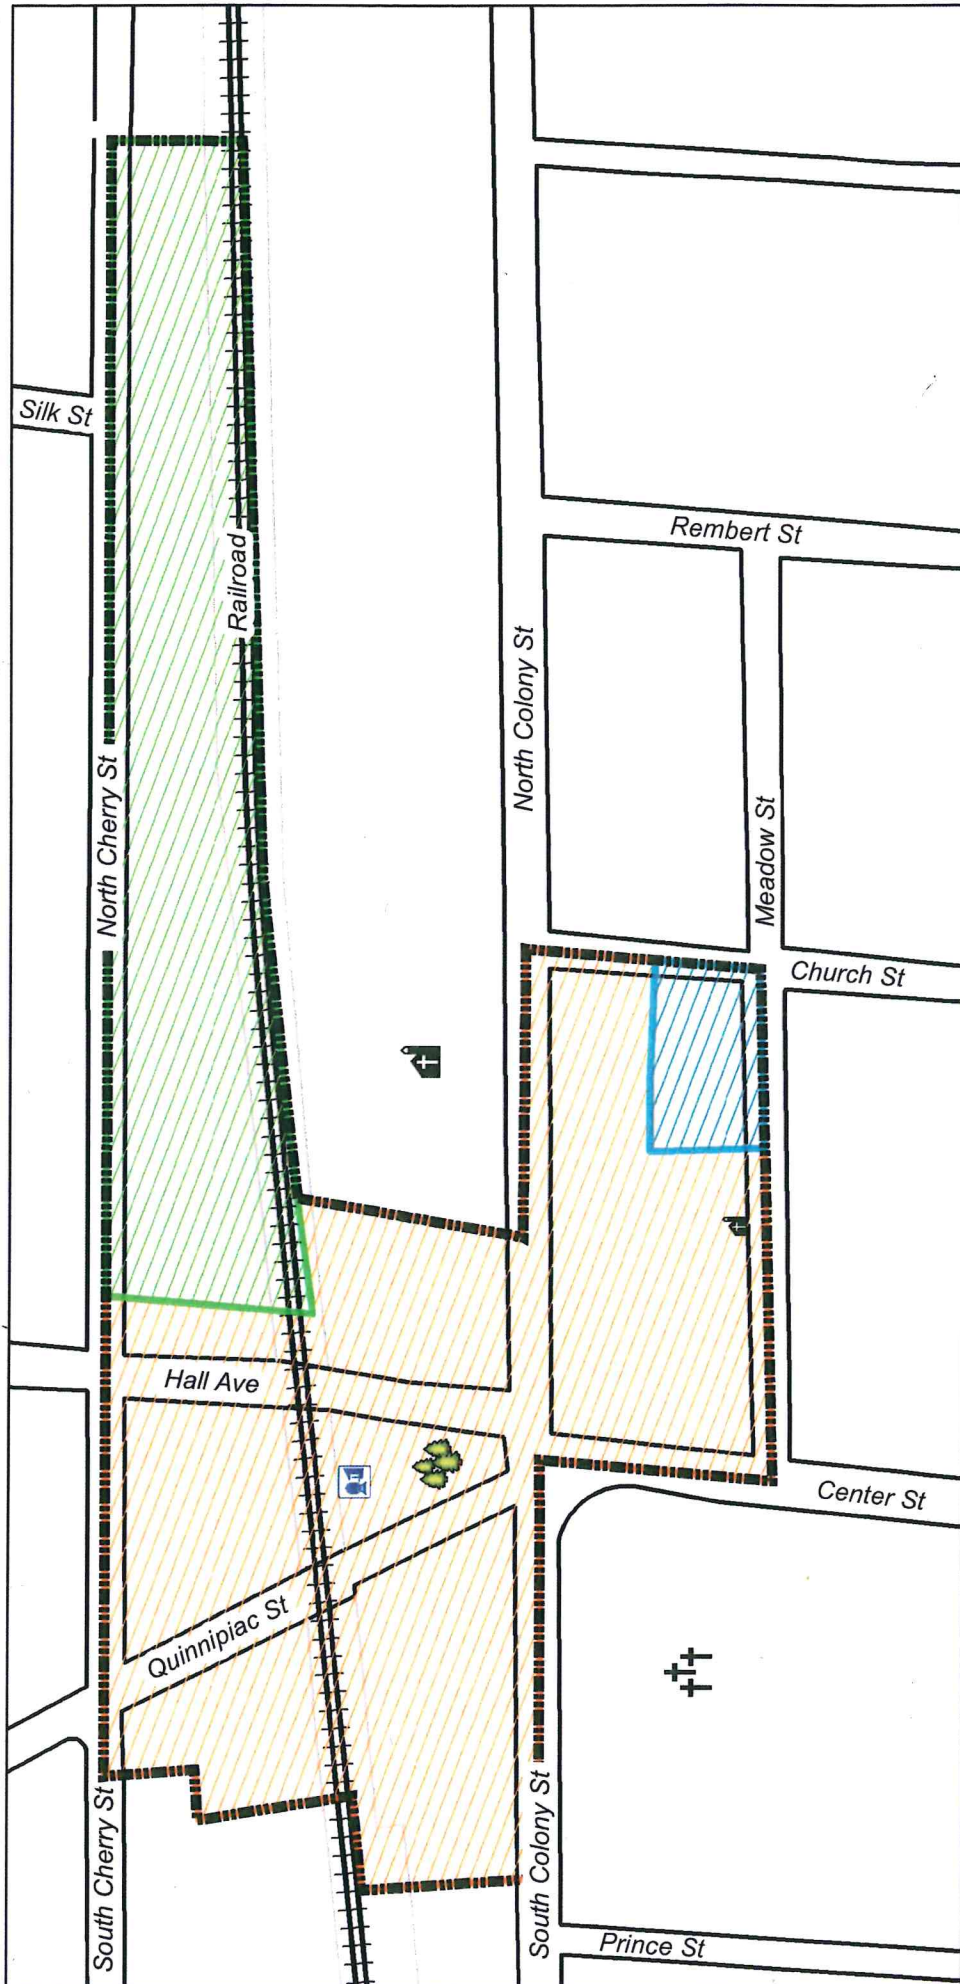 Silk St
Rembert St
Railroad
North Colony St
North Cherry St
Meadow St
Church St
Hall Ave
Center St
Quinnipiac St
South Cherry St
South Colony St
Prince St